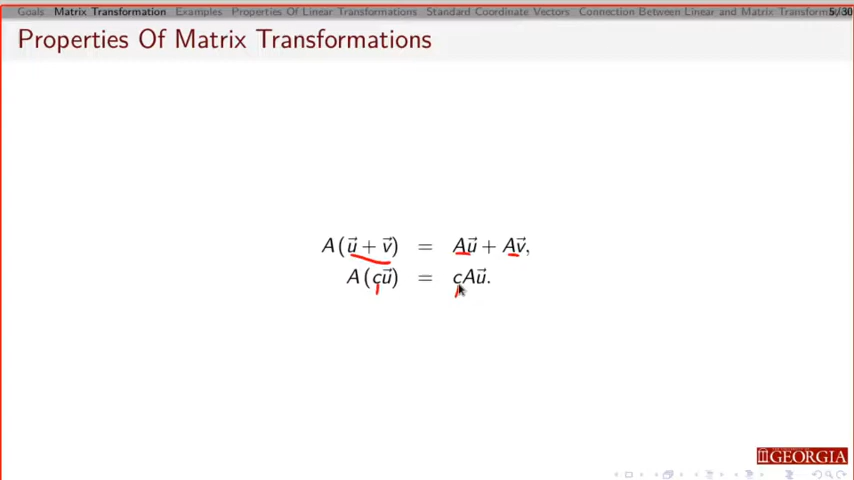 Goals Matrix Transformation Examples Properties Of Linear Transformations Standard Coordinate Vectors Connection Between Linear and Matrix Transform 5/30
Properties Of Matrix Transformations
A(u⃗ + v⃗) = Au⃗ + Av⃗,
A(cu⃗) = cAu⃗.
GEORGIA